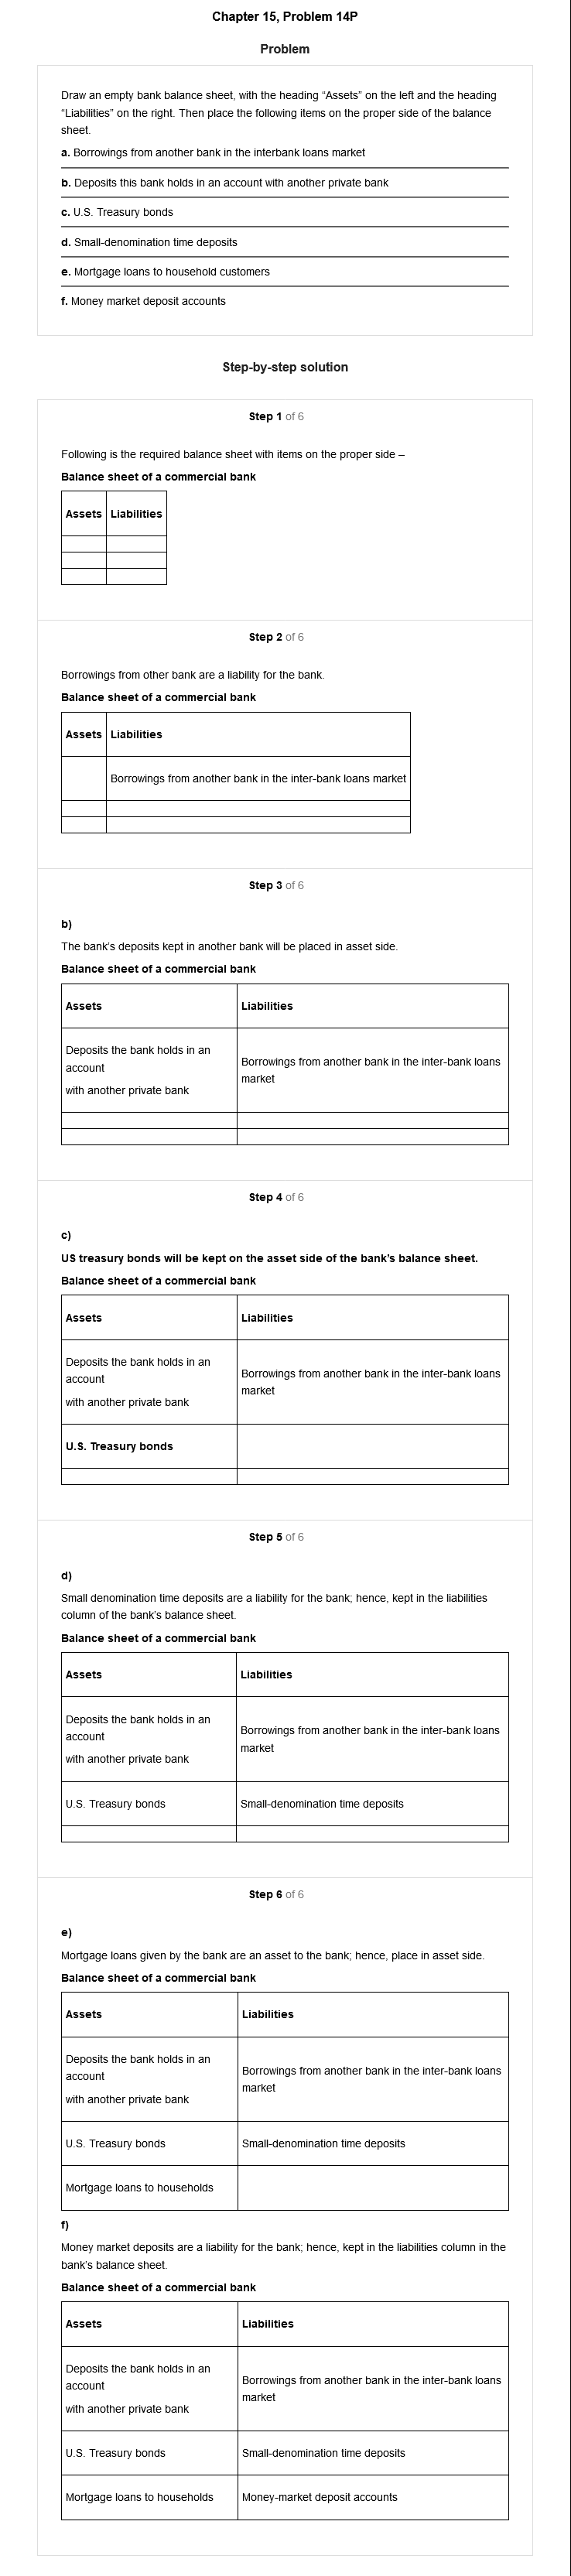 Chapter 15, Problem 14P
Problem
Draw an empty bank balance sheet, with the heading “Assets” on the left and the heading
“Liabilities” on the right. Then place the following items on the proper side of the balance
sheet.
a. Borrowings from another bank in the interbank loans market
b. Deposits this bank holds in an account with another private bank
c. U.S. Treasury bonds
d. Small-denomination time deposits
e. Mortgage loans to household customers
f. Money market deposit accounts
Step-by-step solution
Step 1 of 6
Following is the required balance sheet with items on the proper side –
Balance sheet of a commercial bank
Assets Liabilities
Step 2 of 6
Borrowings from other bank are a liability for the bank.
Balance sheet of a commercial bank
Assets Liabilities
Borrowings from another bank in the inter-bank loans market
Step 3 of 6
b)
The bank’s deposits kept in another bank will be placed in asset side.
Balance sheet of a commercial bank
Assets Liabilities
Deposits the bank holds in an
account
with another private bank
Borrowings from another bank in the inter-bank loans
market
Step 4 of 6
c)
US treasury bonds will be kept on the asset side of the bank’s balance sheet.
Balance sheet of a commercial bank
Assets Liabilities
Deposits the bank holds in an
account
with another private bank
Borrowings from another bank in the inter-bank loans
market
U.S. Treasury bonds
Step 5 of 6
d)
Small denomination time deposits are a liability for the bank; hence, kept in the liabilities
column of the bank’s balance sheet.
Balance sheet of a commercial bank
Assets Liabilities
Deposits the bank holds in an
account
with another private bank
Borrowings from another bank in the inter-bank loans
market
U.S. Treasury bonds Small-denomination time deposits
Step 6 of 6
e)
Mortgage loans given by the bank are an asset to the bank; hence, place in asset side.
Balance sheet of a commercial bank
Assets Liabilities
Deposits the bank holds in an
account
with another private bank
Borrowings from another bank in the inter-bank loans
market
U.S. Treasury bonds Small-denomination time deposits
Mortgage loans to households
f)
Money market deposits are a liability for the bank; hence, kept in the liabilities column in the
bank’s balance sheet.
Balance sheet of a commercial bank
Assets Liabilities
Deposits the bank holds in an
account
with another private bank
Borrowings from another bank in the inter-bank loans
market
U.S. Treasury bonds Small-denomination time deposits
Mortgage loans to households Money-market deposit accounts